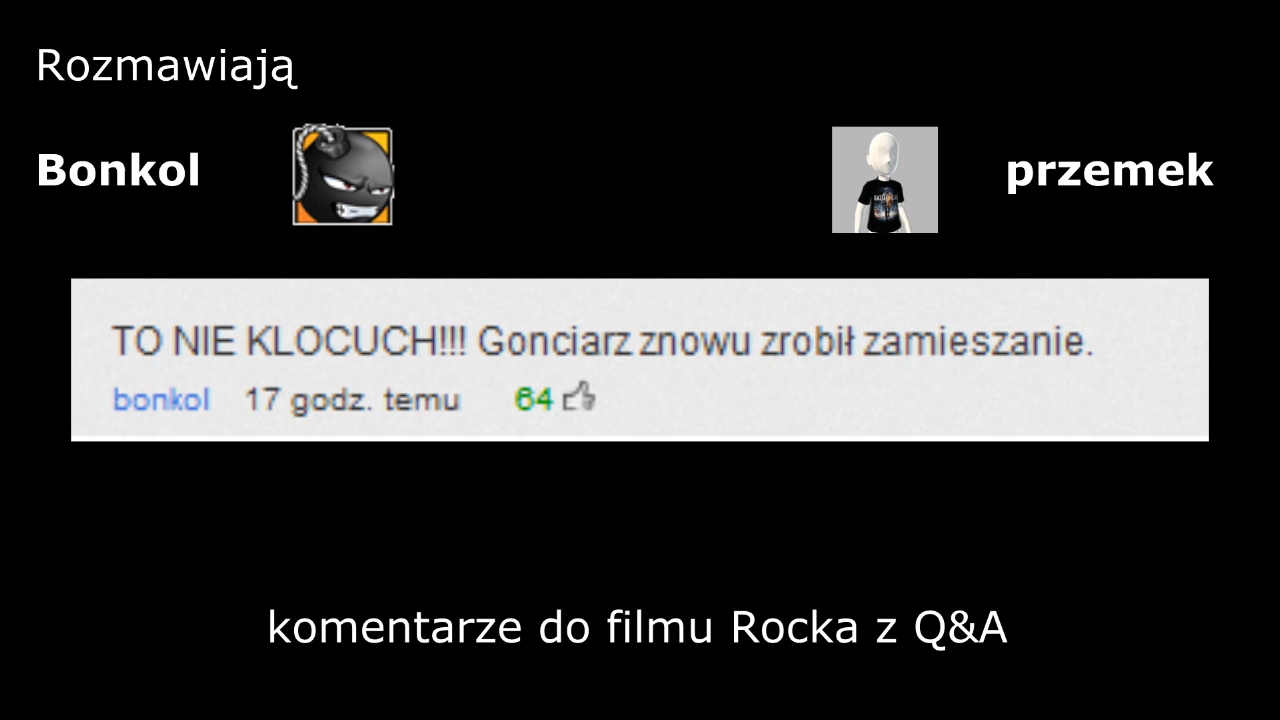 Rozmawiają
Bonkol
przemek
TO NIE KLOCUCH!!! Gonciarz znowu zrobił zamieszanie.
bonkol 17 godz. temu 64
komentarze do filmu Rocka z Q&A